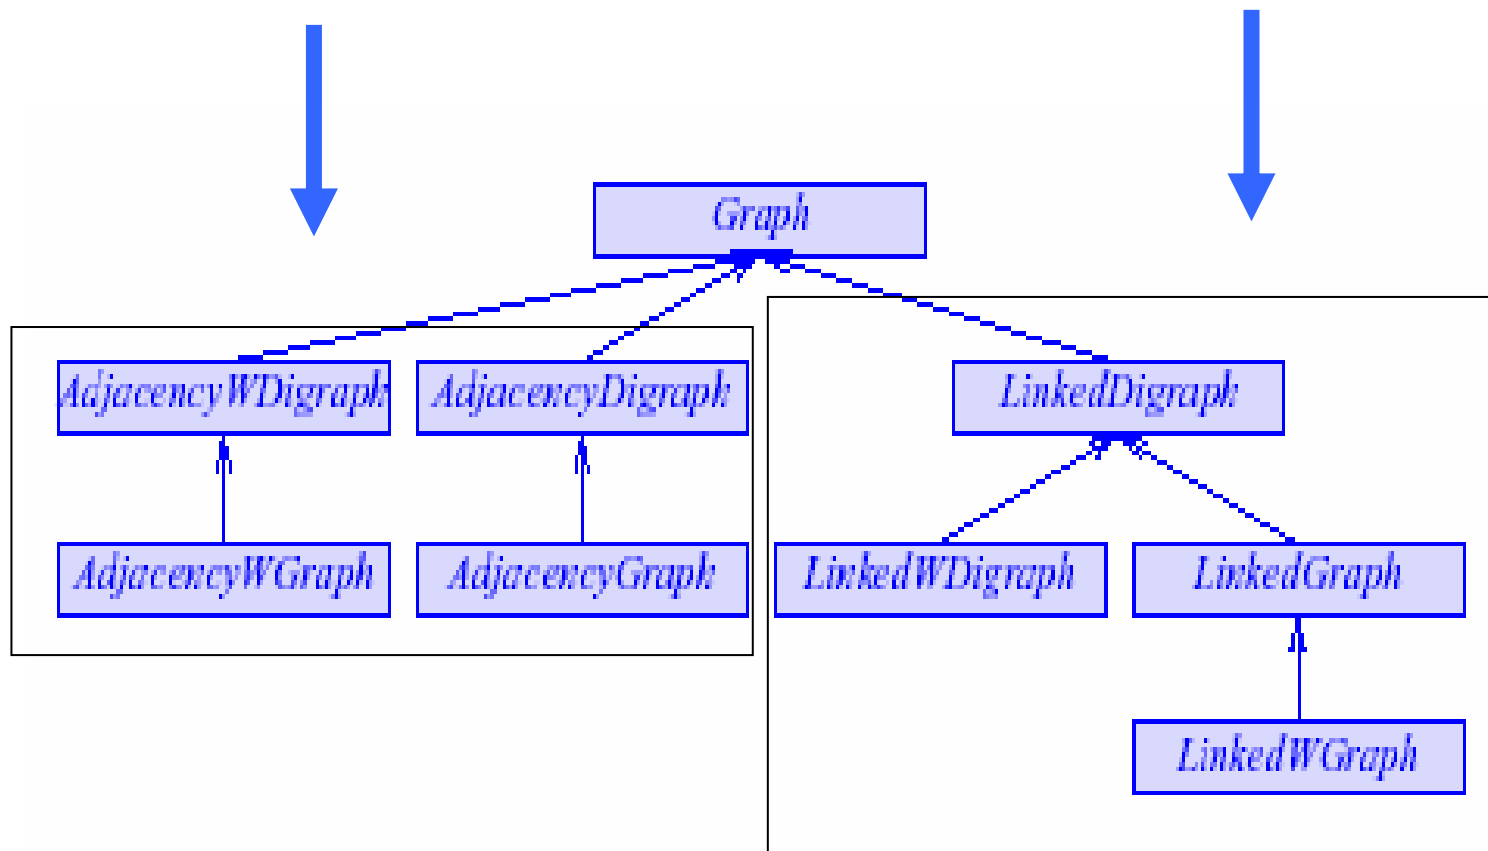 Graph
AdjacencyWDigraph
AdjacencyDigraph
LinkedDigraph
AdjacencyWGraph
AdjacencyGraph
LinkedWDigraph
LinkedGraph
LinkedWGraph